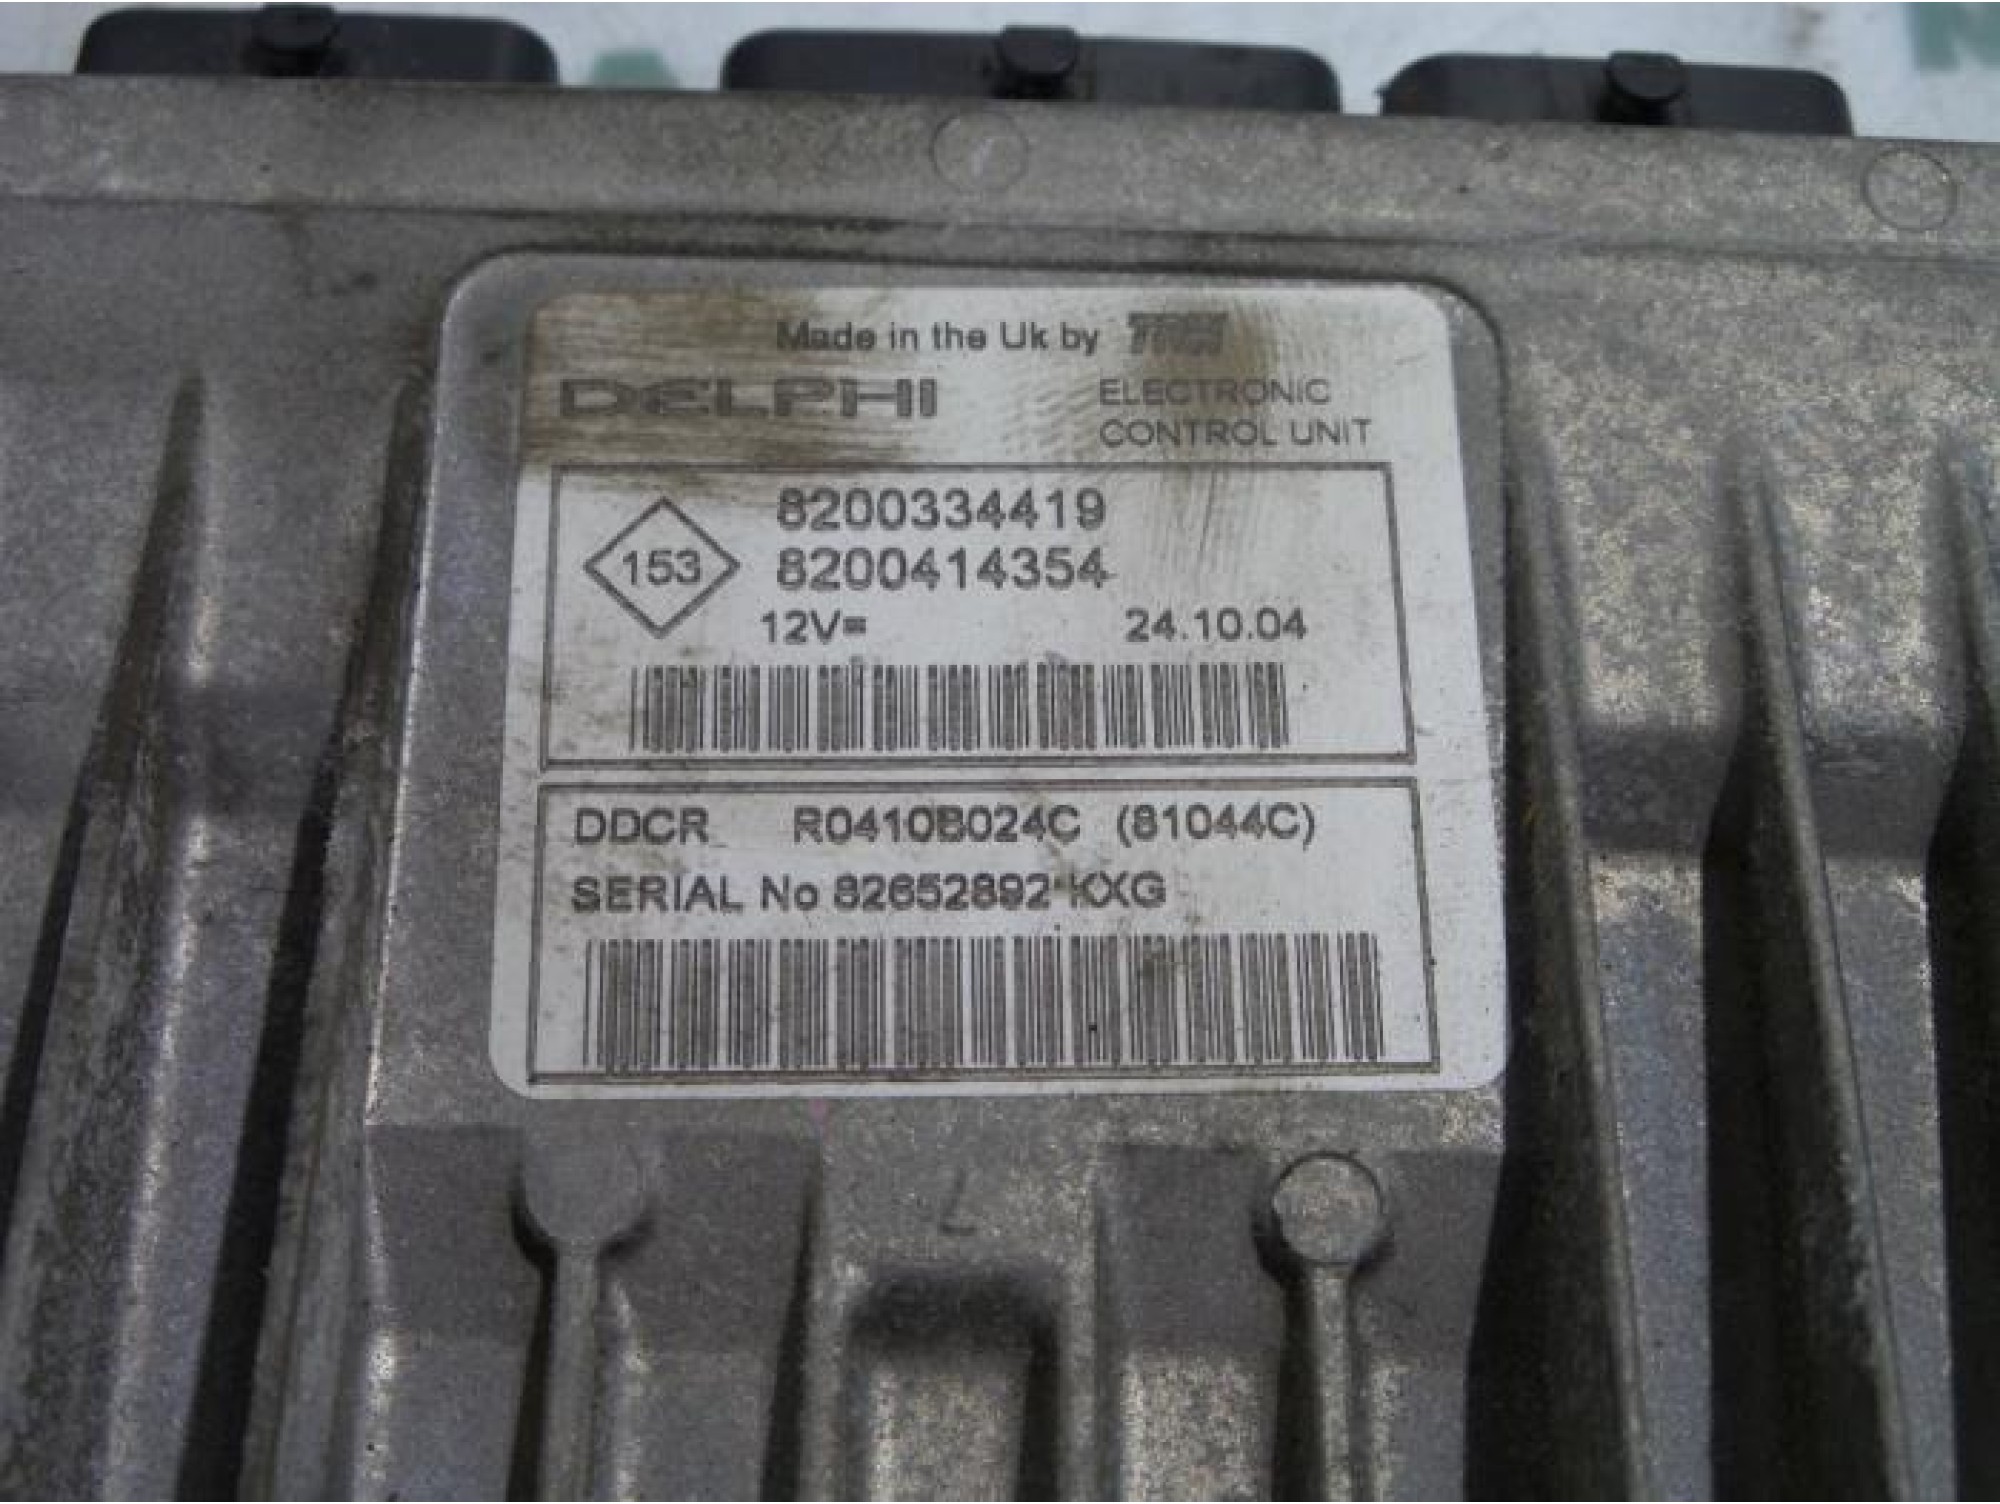 Made in the Uk by TRW
DELPHI
ELECTRONIC
CONTROL UNIT
153
8200334419
8200414354
12V=
24.10.04
DDCR R0410B024C (81044C)
SERIAL No 82652892 KXG